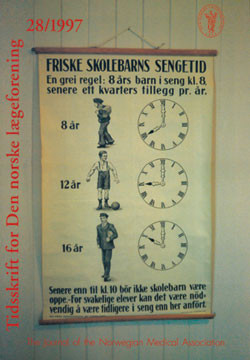 28/1997
Tidsskrift for Den norske lægeforening
FRISKE SKOLEBARNS SENGETID
En grei regel: 8 års barn i seng kl. 8,
senere ett kvarters tillegg pr. år.
8 år
12 år
16 år
Senere enn til kl. 10 bör ikke skolebarn være
oppe.- For svakelige elever kan det være nöd-
vendig å være tidligere i seng enn her anfört
The Journal of the Norwegian Medical Association